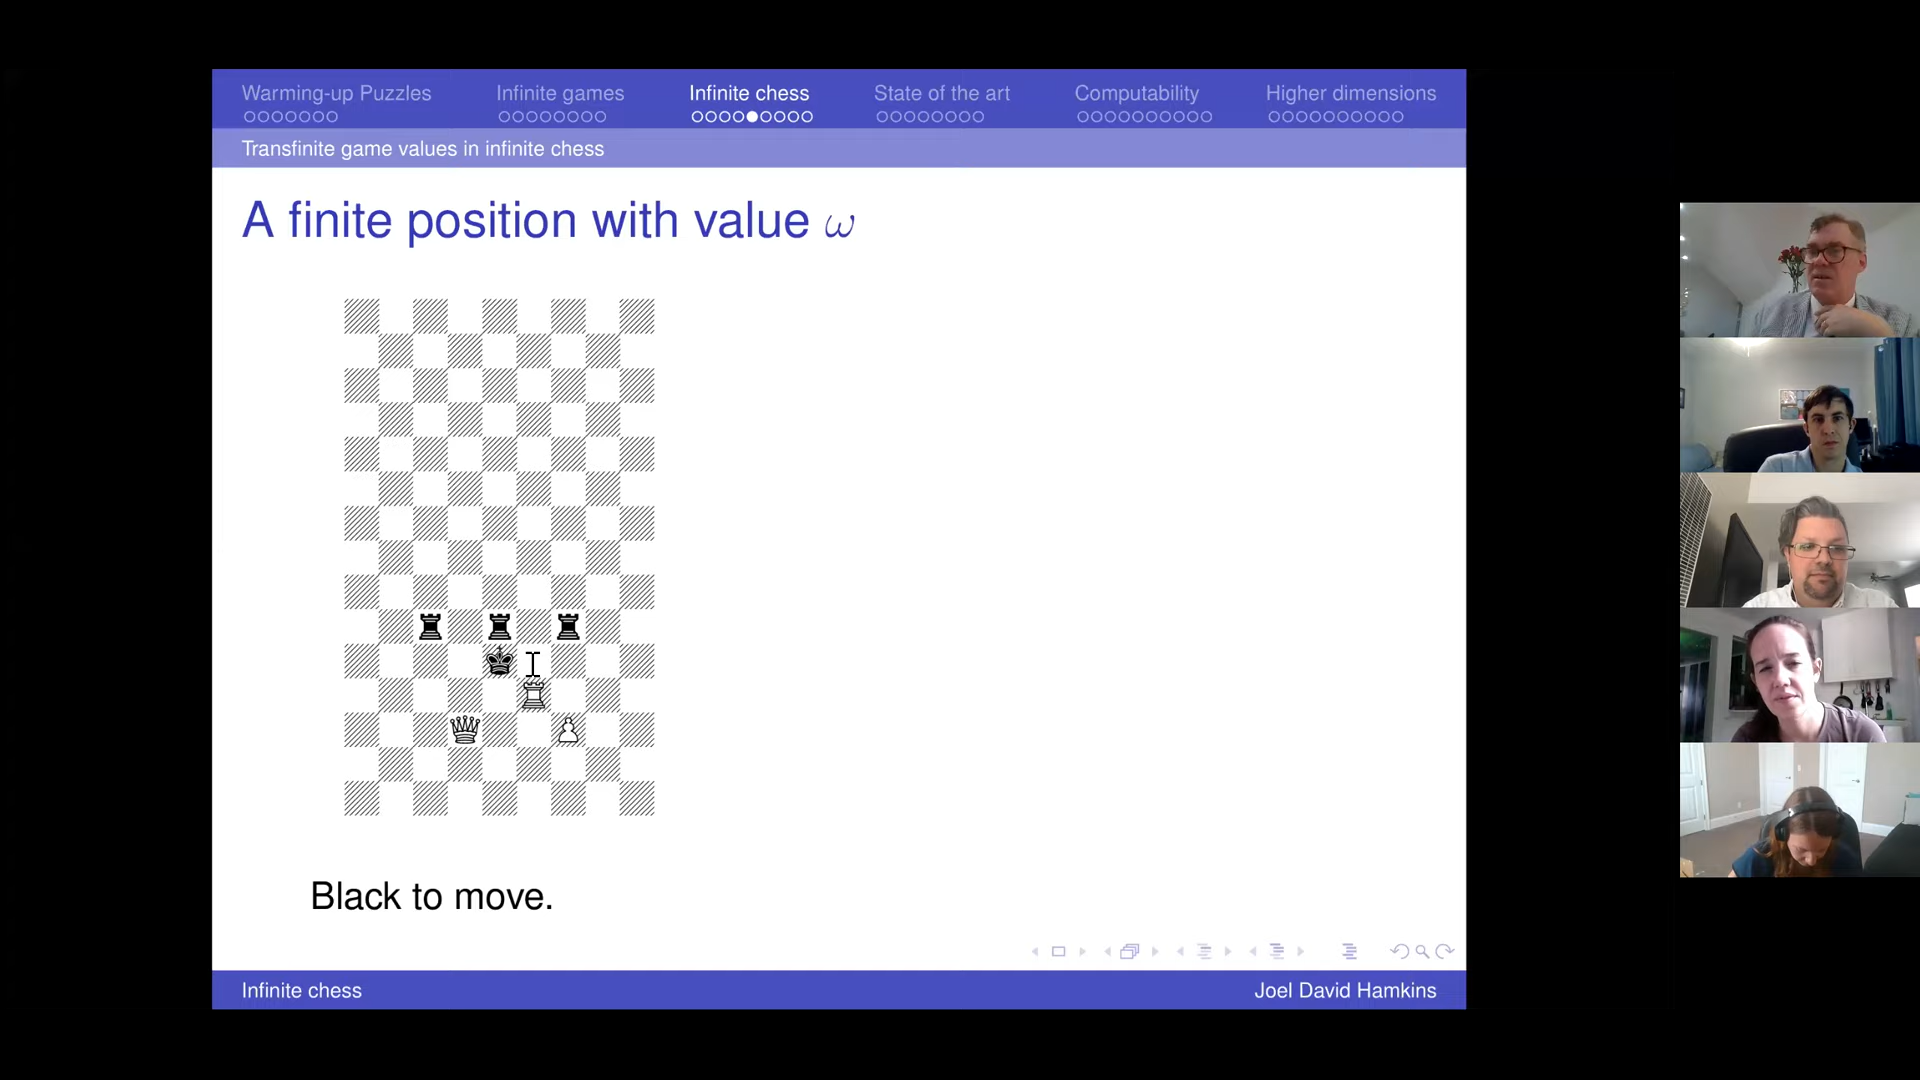 Warming-up Puzzles Infinite games Infinite chess State of the art Computability Higher dimensions
Transfinite game values in infinite chess
A finite position with value ω
Black to move.
Infinite chess Joel David Hamkins